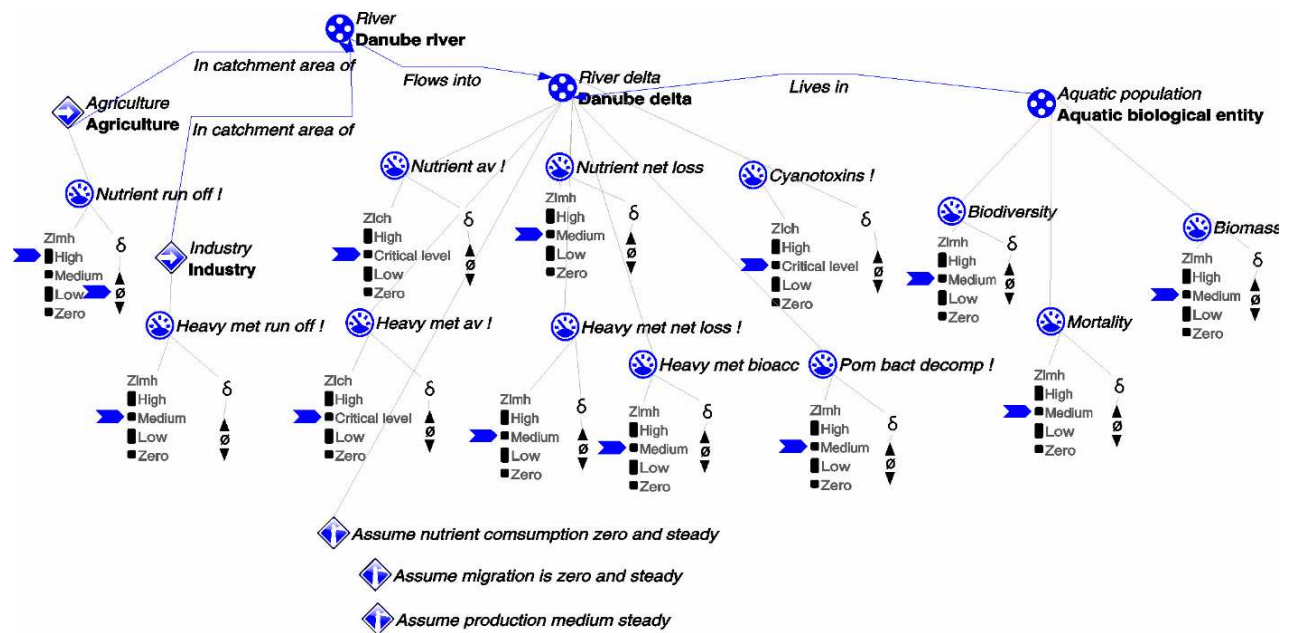 River
Danube river
In catchment area of
Flows into
River delta
Danube delta
Lives in
Aquatic population
Aquatic biological entity
Agriculture
Agriculture
In catchment area of
Nutrient run off !
Zlmh
High
Medium
Low
Zero
δ
ø
Industry
Industry
Heavy met run off !
Zlmh
High
Medium
Low
Zero
δ
ø
Nutrient av !
Zlch
High
Critical level
Low
Zero
δ
ø
Heavy met av !
Zlch
High
Critical level
Low
Zero
δ
ø
Nutrient net loss
Zlmh
High
Medium
Low
Zero
δ
ø
Heavy met net loss !
Zlmh
High
Medium
Low
Zero
δ
ø
Heavy met bioacc
Zlmh
High
Medium
Low
Zero
δ
ø
Cyanotoxins !
Zlch
High
Critical level
Low
Zero
δ
ø
Pom bact decomp !
Zlmh
High
Medium
Low
Zero
δ
ø
Biodiversity
Zlmh
High
Medium
Low
Zero
δ
ø
Mortality
Zlmh
High
Medium
Low
Zero
δ
ø
Biomass
Zlmh
High
Medium
Low
Zero
δ
ø
Assume nutrient comsumption zero and steady
Assume migration is zero and steady
Assume production medium steady